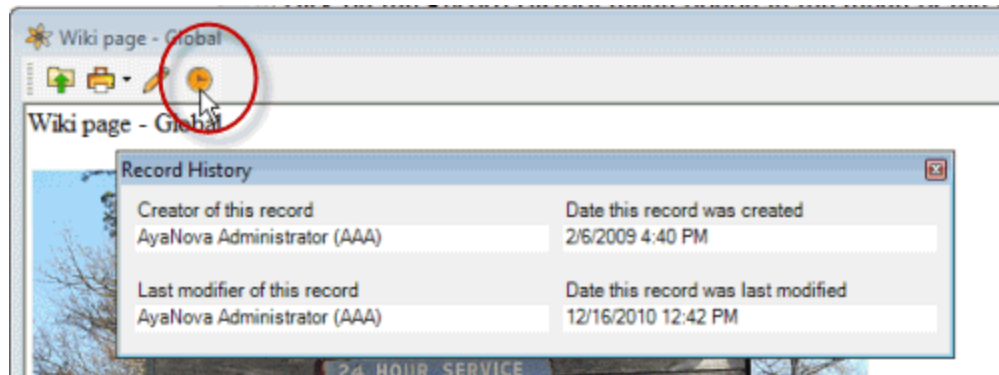 Wiki page - Global
Wiki page - Global
Record History
Creator of this record
Date this record was created
AyaNova Administrator (AAA)
2/6/2009 4:40 PM
Last modifier of this record
Date this record was last modified
AyaNova Administrator (AAA)
12/16/2010 12:42 PM
24 HOUR SERVICE